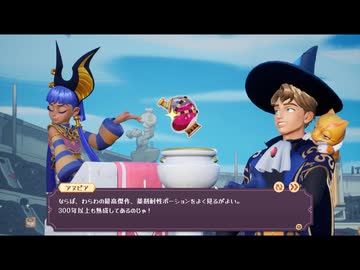 アヌビア
ならば、わらわの最高傑作、薬剤耐性ポーションをよく見るがよい。
300年以上も熟成してあるのじゃ！